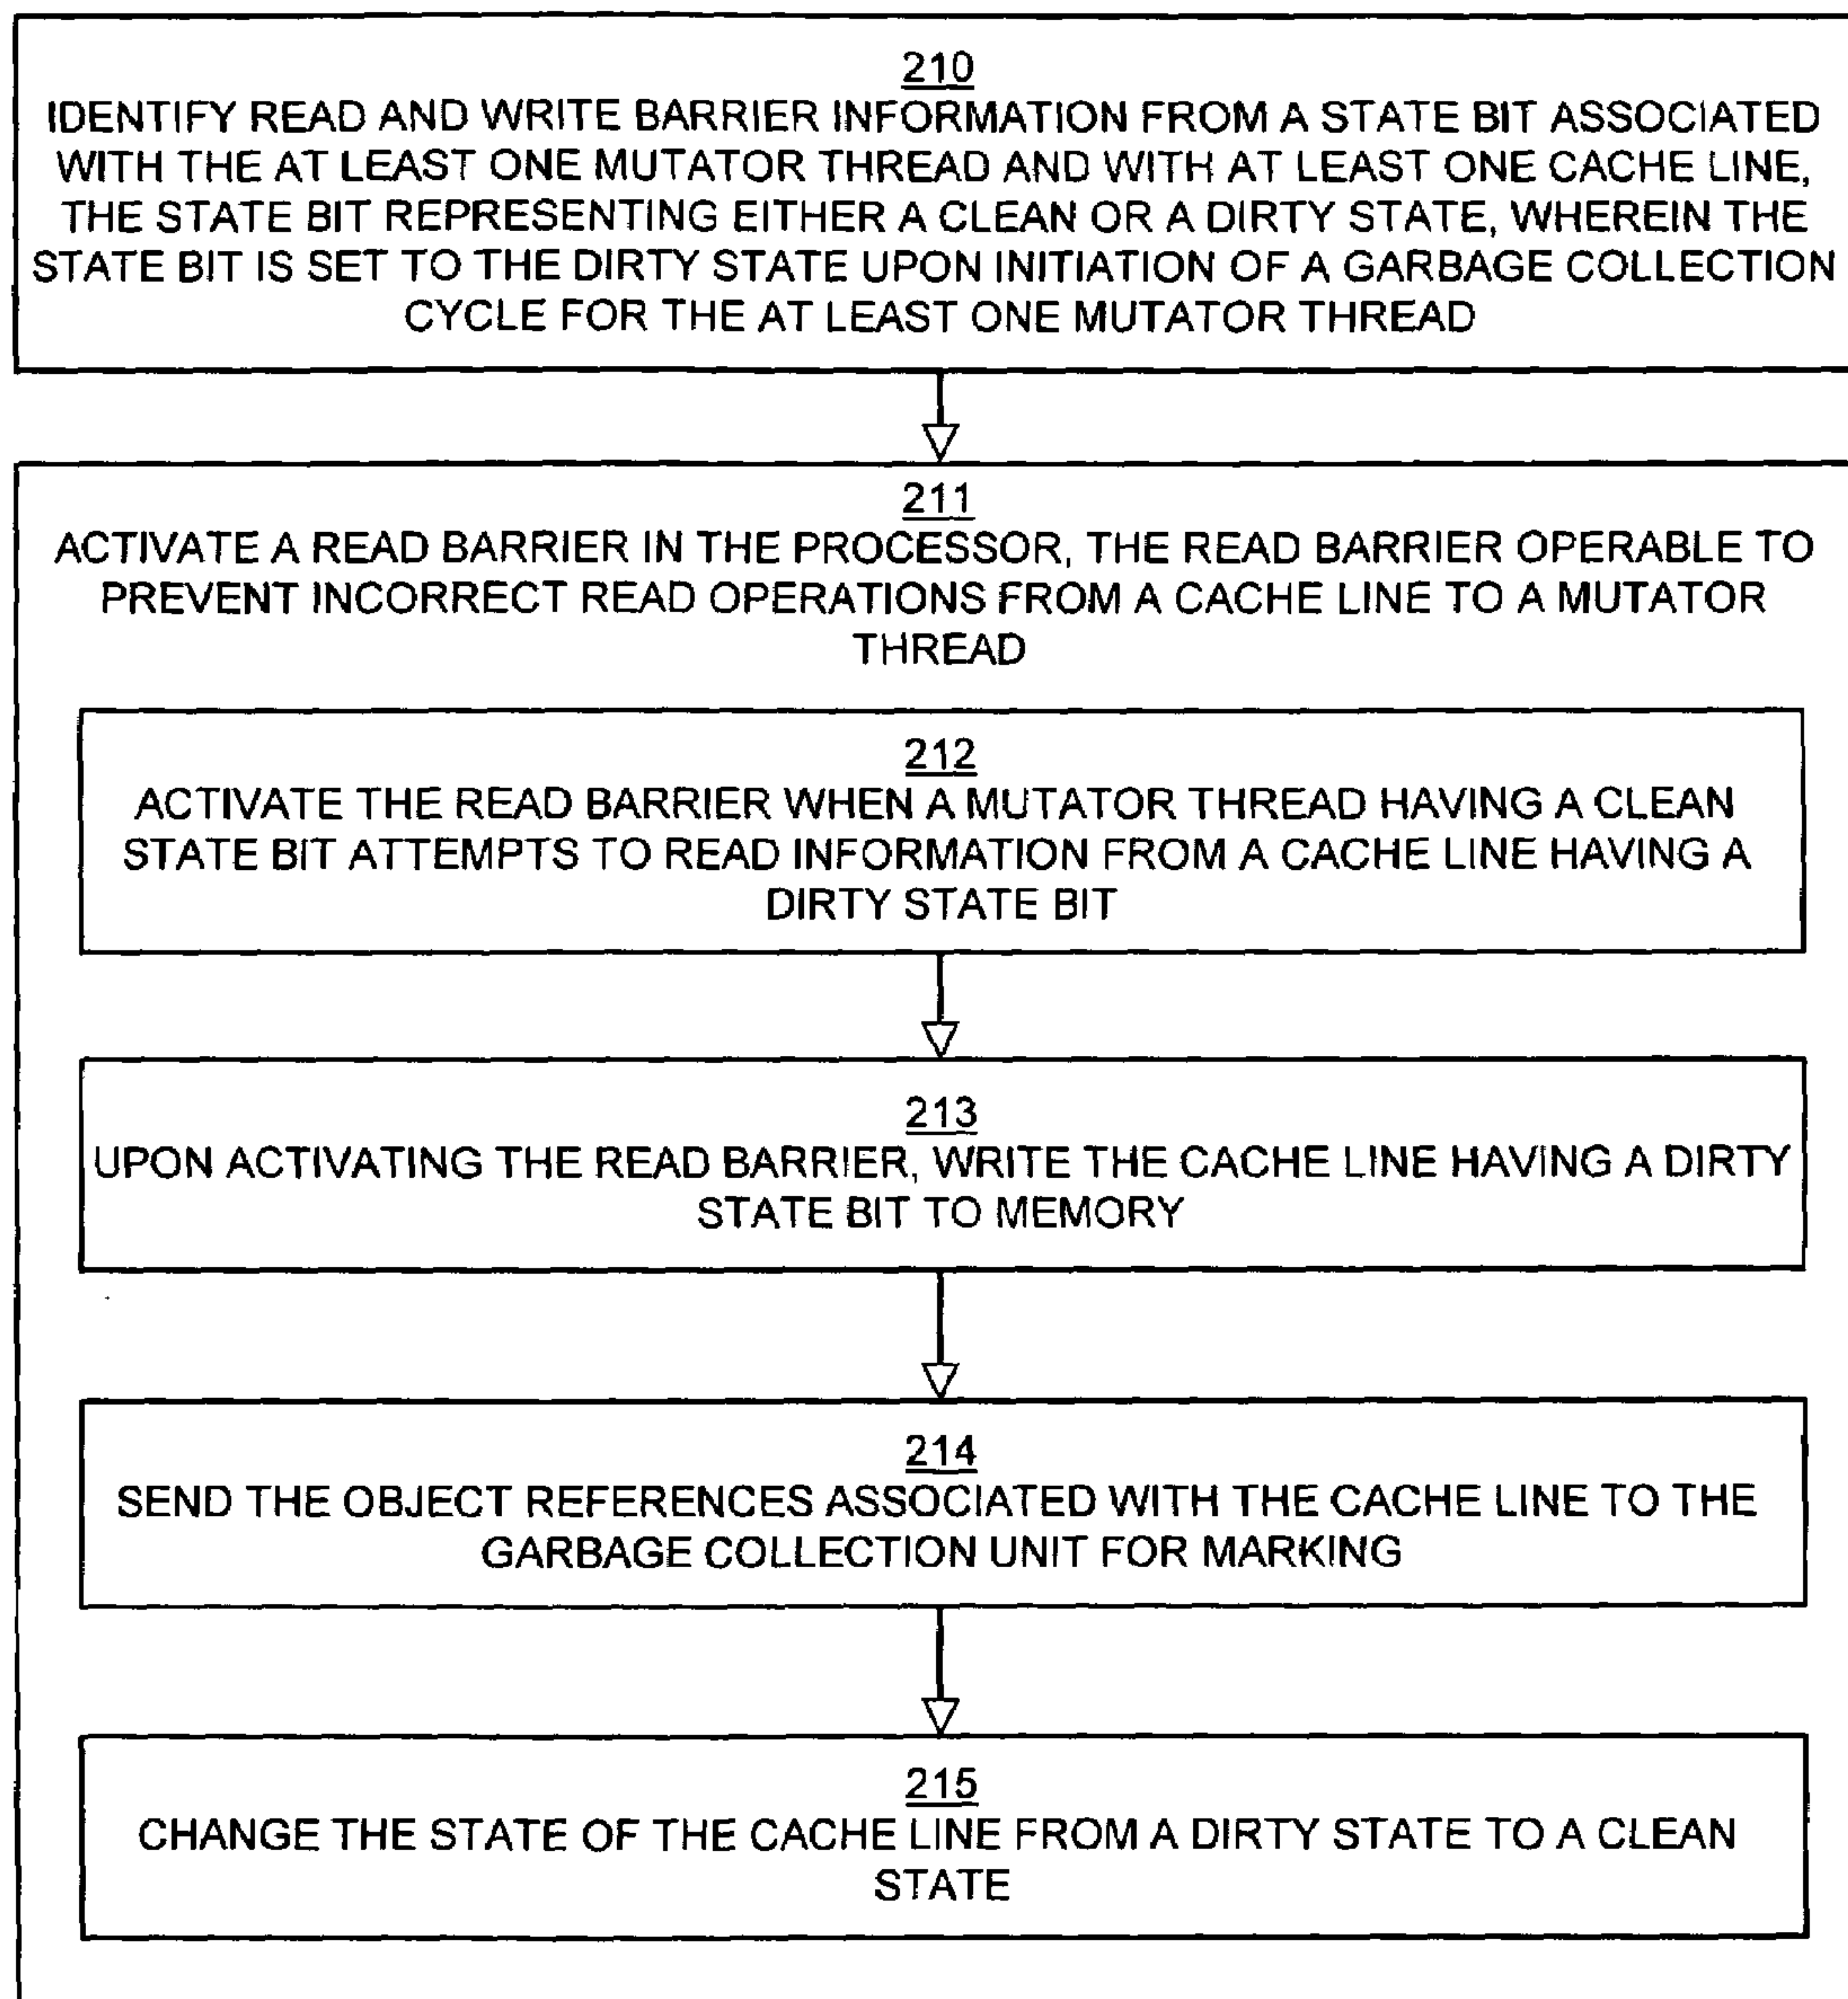 210
IDENTIFY READ AND WRITE BARRIER INFORMATION FROM A STATE BIT ASSOCIATED
WITH THE AT LEAST ONE MUTATOR THREAD AND WITH AT LEAST ONE CACHE LINE,
THE STATE BIT REPRESENTING EITHER A CLEAN OR A DIRTY STATE, WHEREIN THE
STATE BIT IS SET TO THE DIRTY STATE UPON INITIATION OF A GARBAGE COLLECTION
CYCLE FOR THE AT LEAST ONE MUTATOR THREAD
211
ACTIVATE A READ BARRIER IN THE PROCESSOR, THE READ BARRIER OPERABLE TO
PREVENT INCORRECT READ OPERATIONS FROM A CACHE LINE TO A MUTATOR
THREAD
212
ACTIVATE THE READ BARRIER WHEN A MUTATOR THREAD HAVING A CLEAN
STATE BIT ATTEMPTS TO READ INFORMATION FROM A CACHE LINE HAVING A
DIRTY STATE BIT
213
UPON ACTIVATING THE READ BARRIER, WRITE THE CACHE LINE HAVING A DIRTY
STATE BIT TO MEMORY
214
SEND THE OBJECT REFERENCES ASSOCIATED WITH THE CACHE LINE TO THE
GARBAGE COLLECTION UNIT FOR MARKING
215
CHANGE THE STATE OF THE CACHE LINE FROM A DIRTY STATE TO A CLEAN
STATE